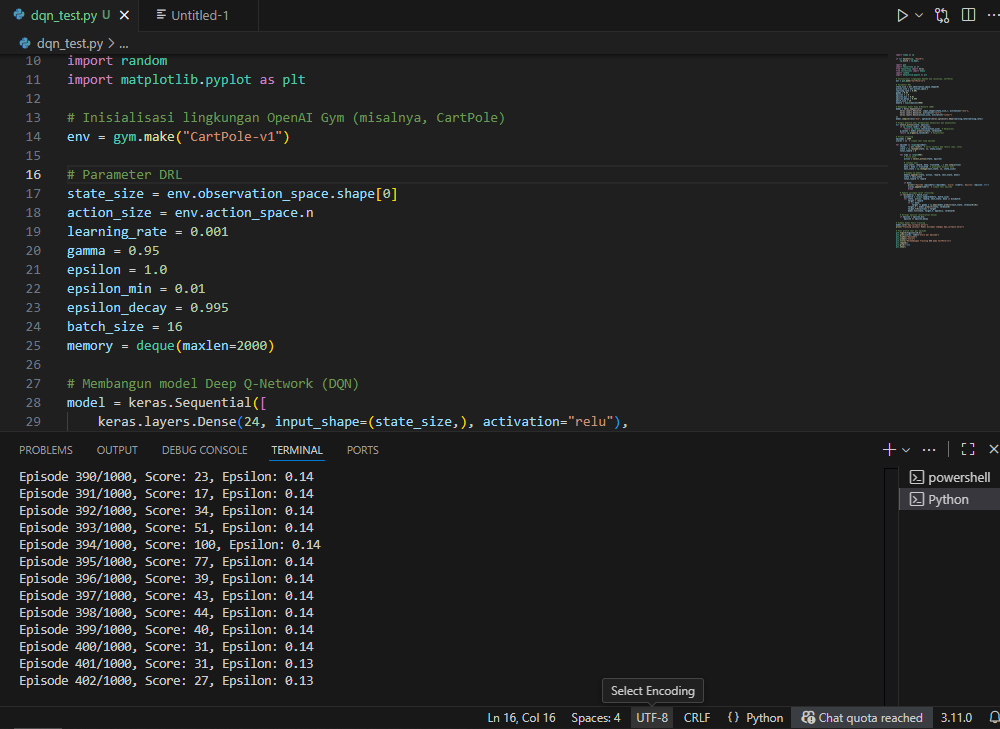 dqn_test.py U
Untitled-1
dqn_test.py > ...
10 import random
11 import matplotlib.pyplot as plt
12
13 # Inisialisasi lingkungan OpenAI Gym (misalnya, CartPole)
14 env = gym.make("CartPole-v1")
15
16 # Parameter DRL
17 state_size = env.observation_space.shape[0]
18 action_size = env.action_space.n
19 learning_rate = 0.001
20 gamma = 0.95
21 epsilon = 1.0
22 epsilon_min = 0.01
23 epsilon_decay = 0.995
24 batch_size = 16
25 memory = deque(maxlen=2000)
26
27 # Membangun model Deep Q-Network (DQN)
28 model = keras.Sequential([
29 keras.layers.Dense(24, input_shape=(state_size,), activation="relu"),
PROBLEMS OUTPUT DEBUG CONSOLE TERMINAL PORTS
Episode 390/1000, Score: 23, Epsilon: 0.14
Episode 391/1000, Score: 17, Epsilon: 0.14
Episode 392/1000, Score: 34, Epsilon: 0.14
Episode 393/1000, Score: 51, Epsilon: 0.14
Episode 394/1000, Score: 100, Epsilon: 0.14
Episode 395/1000, Score: 77, Epsilon: 0.14
Episode 396/1000, Score: 39, Epsilon: 0.14
Episode 397/1000, Score: 43, Epsilon: 0.14
Episode 398/1000, Score: 44, Epsilon: 0.14
Episode 399/1000, Score: 40, Epsilon: 0.14
Episode 400/1000, Score: 31, Epsilon: 0.14
Episode 401/1000, Score: 31, Epsilon: 0.13
Episode 402/1000, Score: 27, Epsilon: 0.13
powershell
Python
Select Encoding
Ln 16, Col 16 Spaces: 4 UTF-8 CRLF {} Python Chat quota reached 3.11.0